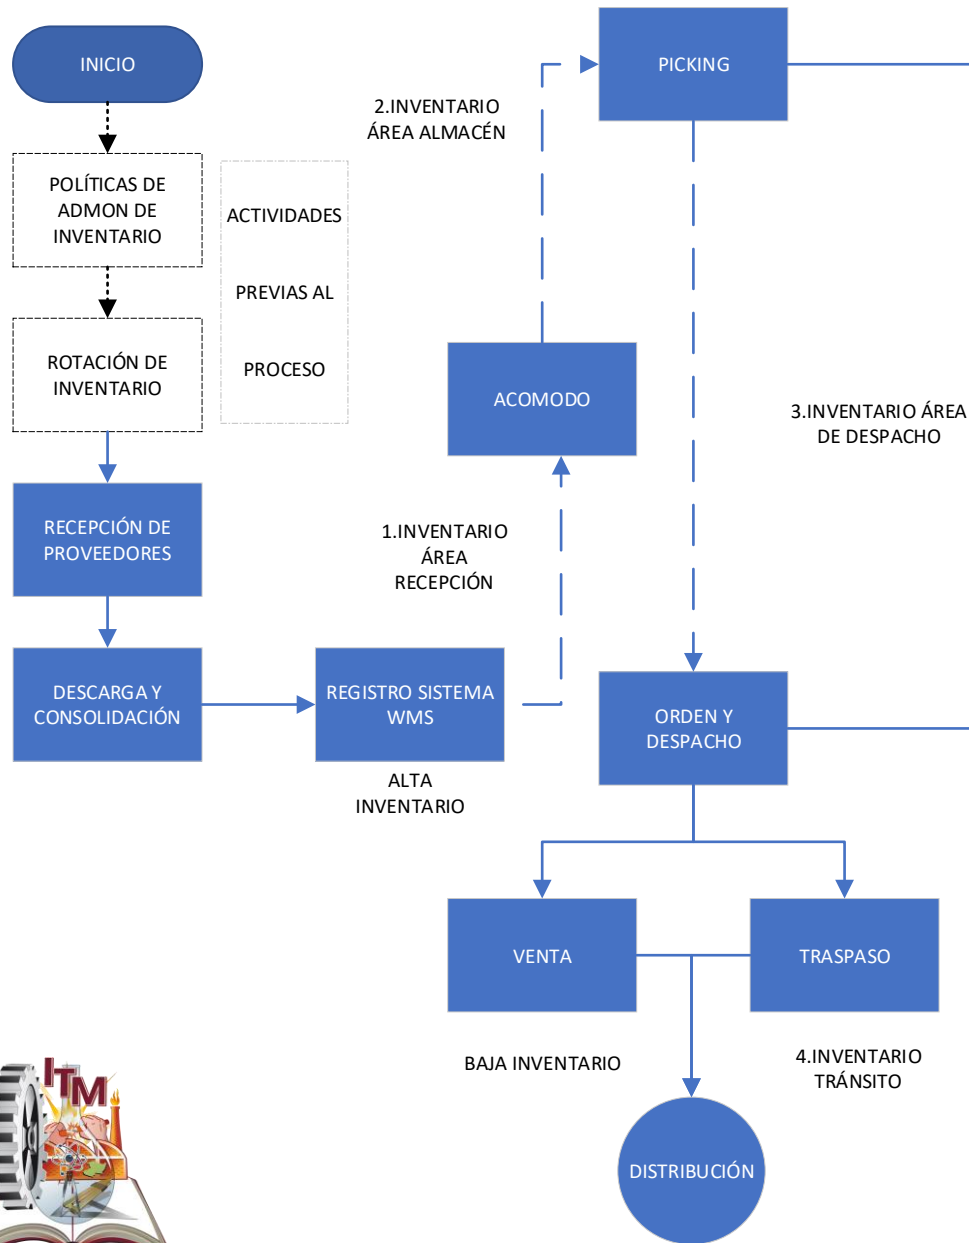 INICIO
POLÍTICAS DE
ADMON DE
INVENTARIO
ACTIVIDADES
PREVIAS AL
PROCESO
ROTACIÓN DE
INVENTARIO
RECEPCIÓN DE
PROVEEDORES
DESCARGA Y
CONSOLIDACIÓN
REGISTRO SISTEMA
WMS
ALTA
INVENTARIO
1.INVENTARIO
ÁREA
RECEPCIÓN
ACOMODO
2.INVENTARIO
ÁREA ALMACÉN
PICKING
3.INVENTARIO ÁREA
DE DESPACHO
ORDEN Y
DESPACHO
VENTA
TRASPASO
BAJA INVENTARIO
4.INVENTARIO
TRÁNSITO
DISTRIBUCIÓN
ITM